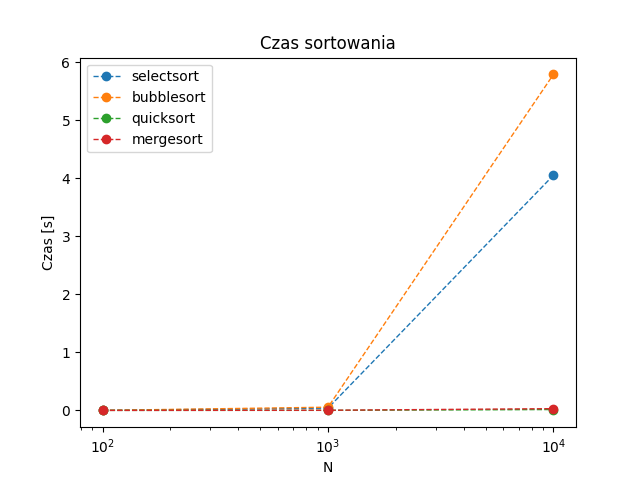 Czas sortowania
6
5
4
3
2
1
0
Czas [s]
selectsort
bubblesort
quicksort
mergesort
10²
10³
10⁴
N